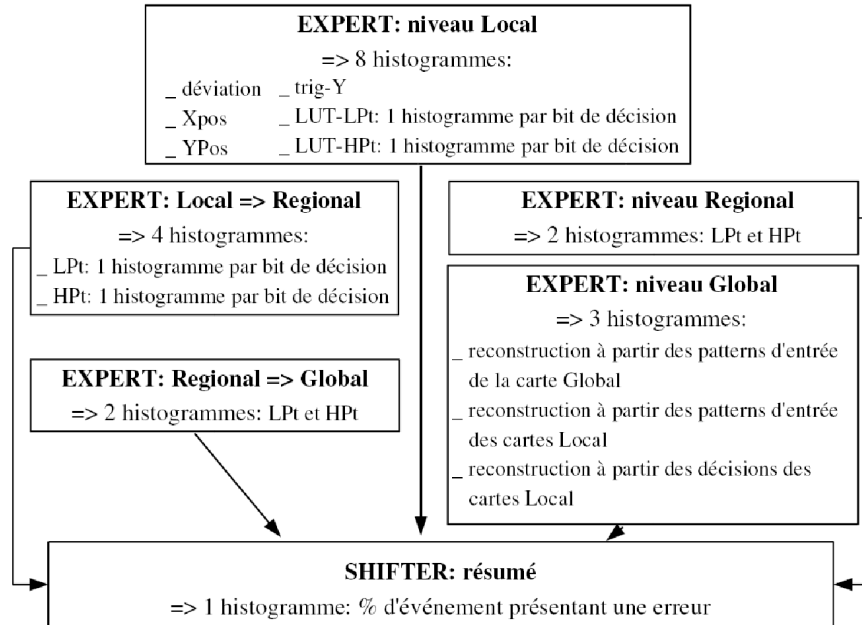 EXPERT: niveau Local
=> 8 histogrammes:
_ déviation _ trig-Y
_ Xpos _ LUT-LPt: 1 histogramme par bit de décision
_ YPos _ LUT-HPt: 1 histogramme par bit de décision
EXPERT: Local => Regional
=> 4 histogrammes:
_ LPt: 1 histogramme par bit de décision
_ HPt: 1 histogramme par bit de décision
EXPERT: niveau Regional
=> 2 histogrammes: LPt et HPt
EXPERT: niveau Global
=> 3 histogrammes:
_ reconstruction à partir des patterns d'entrée
de la carte Global
_ reconstruction à partir des patterns d'entrée
des cartes Local
_ reconstruction à partir des décisions des
cartes Local
EXPERT: Regional => Global
=> 2 histogrammes: LPt et HPt
SHIFTER: résumé
=> 1 histogramme: % d'événement présentant une erreur